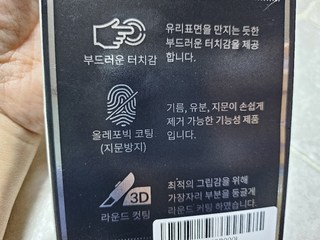 유리표면을 만지는 듯한
부드러운 터치감을 제공
합니다.
부드러운 터치감
기름, 유분, 지문이 손쉽게
제거 가능한 기능성 제품
입니다.
올레포빅 코팅
(지문방지)
최적의 그립감을 위해
가장자리 부분을 둥글게
라운드 컷팅 하였습니다.
3D
라운드 컷팅